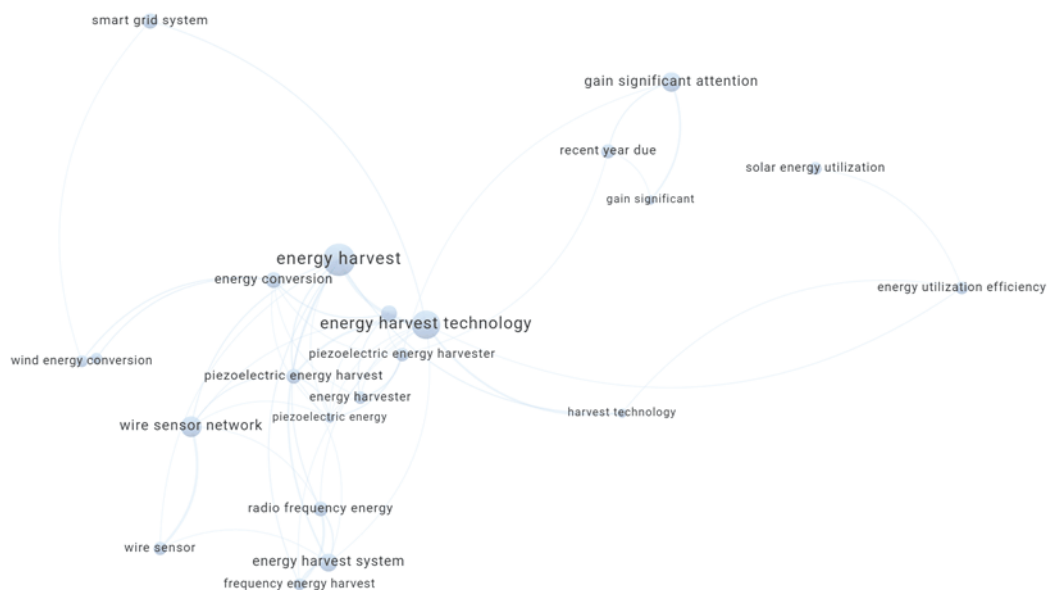 smart grid system
gain significant attention
recent year due
solar energy utilization
gain significant
energy harvest
energy conversion
energy utilization efficiency
energy harvest technology
piezoelectric energy harvester
wind energy conversion
piezoelectric energy harvest
energy harvester
harvest technology
piezoelectric energy
wire sensor network
radio frequency energy
wire sensor
energy harvest system
frequency energy harvest